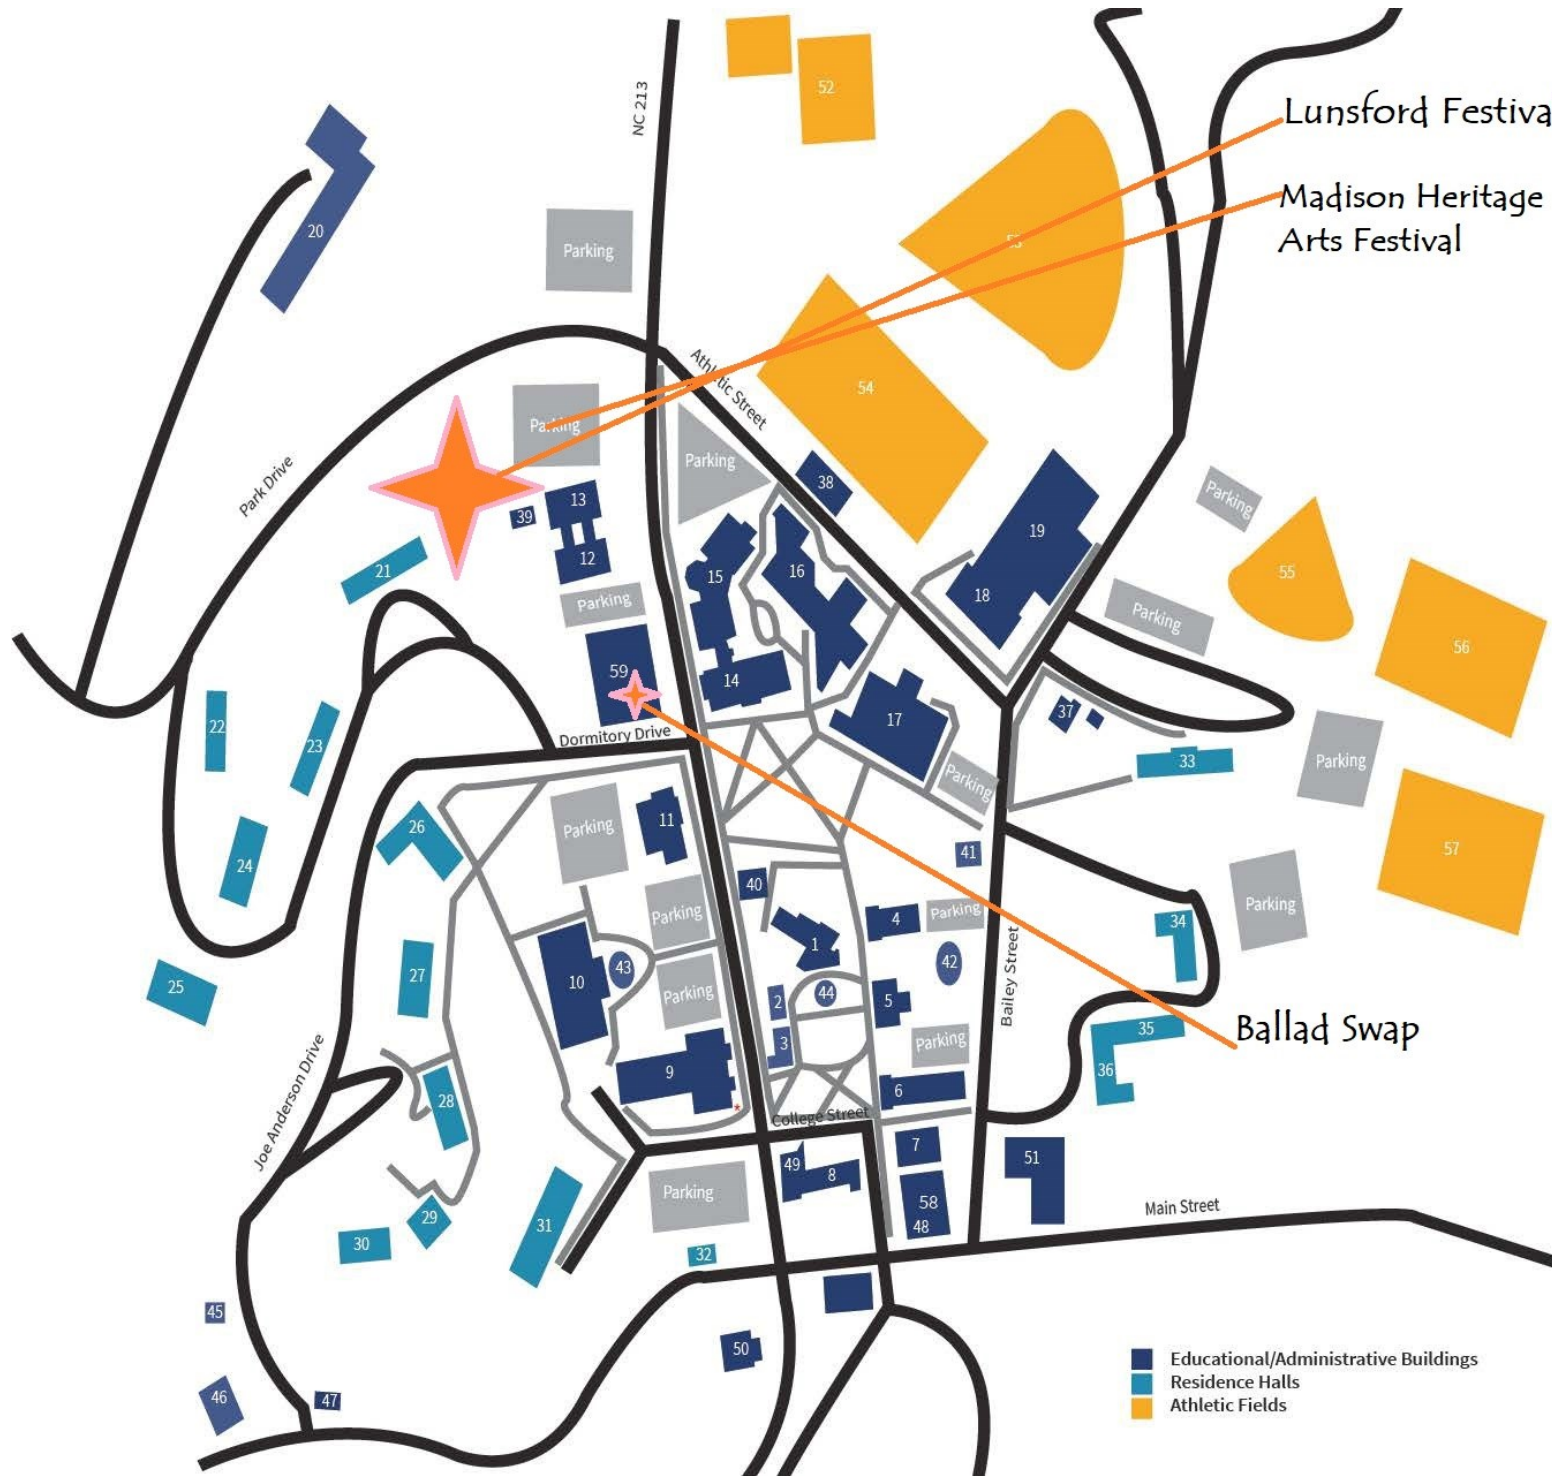 52
NC 213
Lunsford Festiva
Madison Heritage
Arts Festival
20
53
Parking
Athletic Street
54
Parking
Parking
Park Drive
38
Parking
13
39
12
19
55
21
15
16
18
Parking
Parking
56
59
14
37
22
23
17
Dormitory Drive
33
Parking
Parking
26
11
Parking
41
57
24
40
Parking
Parking
4
Parking
34
1
43
42
27
10
25
Parking
2
44
5
Bailey Street
35
Ballad Swap
3
Parking
9
36
6
28
*
College Street
Joe Anderson Drive
7
51
49
8
Parking
58
Main Street
29
31
48
30
32
45
50
46
47
Educational/Administrative Buildings
Residence Halls
Athletic Fields